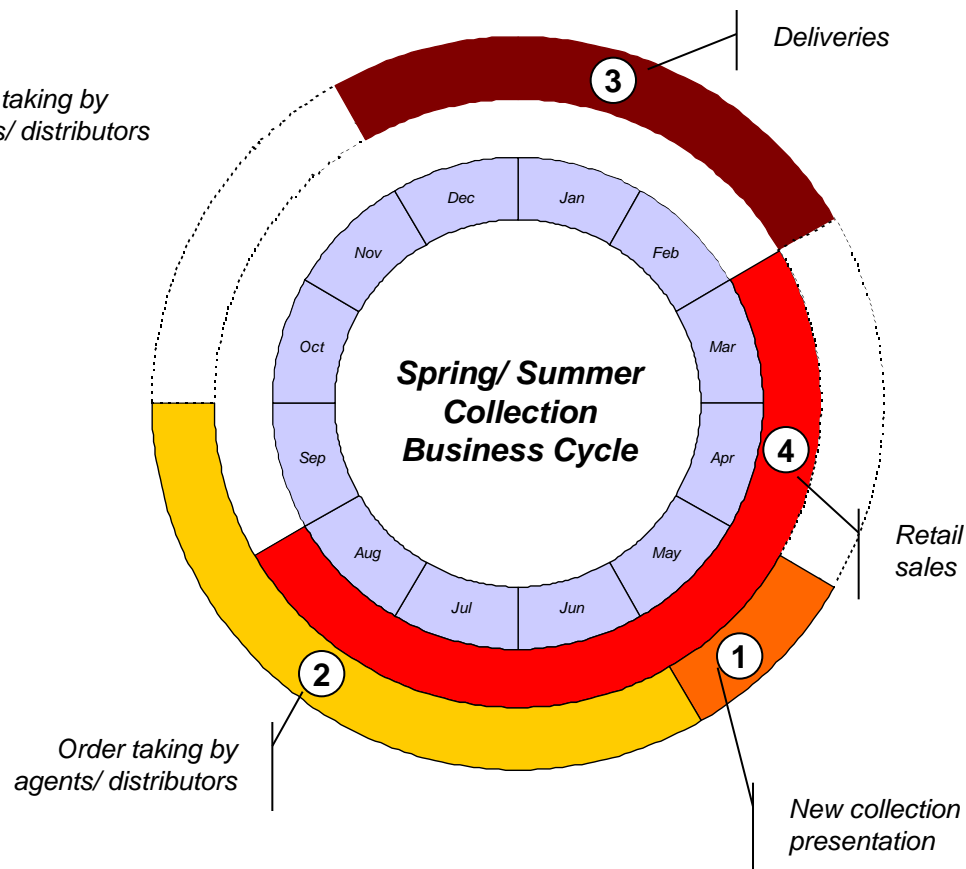 Deliveries
3
taking by
s/ distributors
Dec
Jan
Nov
Feb
Oct
Mar
Spring/ Summer
Collection
Business Cycle
Sep
Apr
4
Aug
May
Jul
Jun
Retail
sales
1
2
Order taking by
agents/ distributors
New collection
presentation